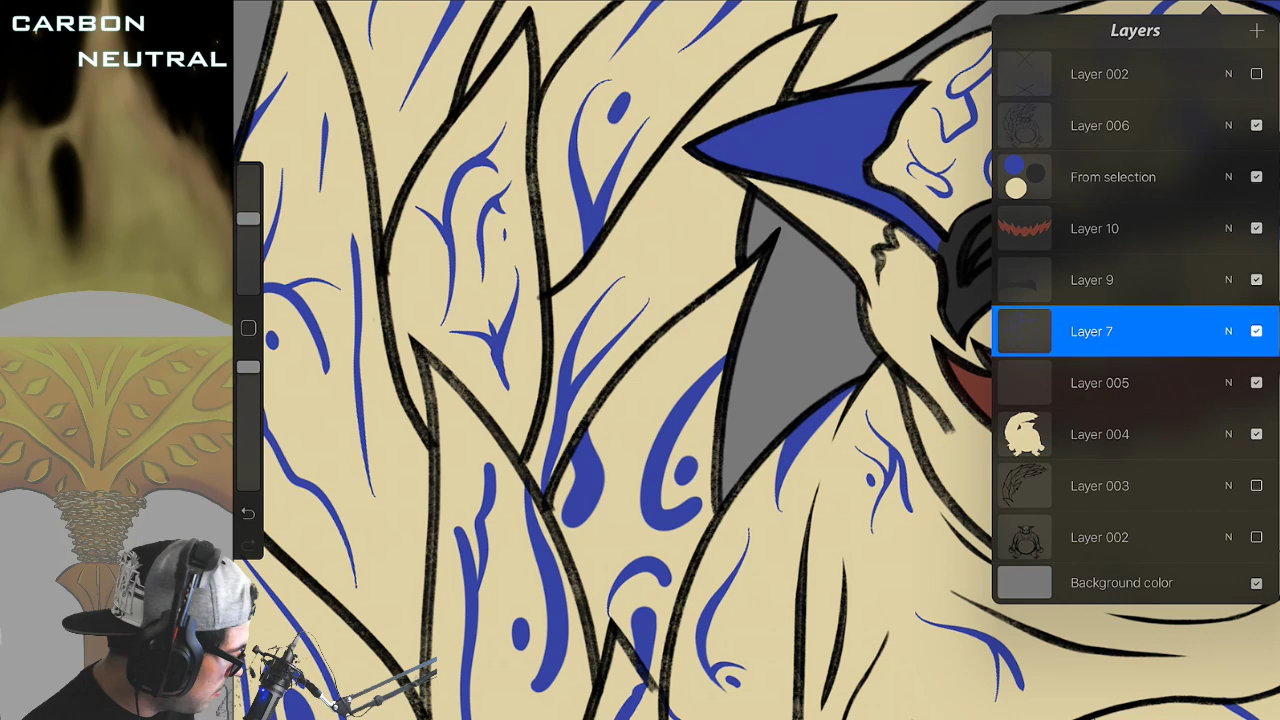 CARBON
NEUTRAL
Layers
Layer 002 N
Layer 006 N
From selection N
Layer 10 N
Layer 9 N
Layer 7 N
Layer 005 N
Layer 004 N
Layer 003 N
Layer 002 N
Background color